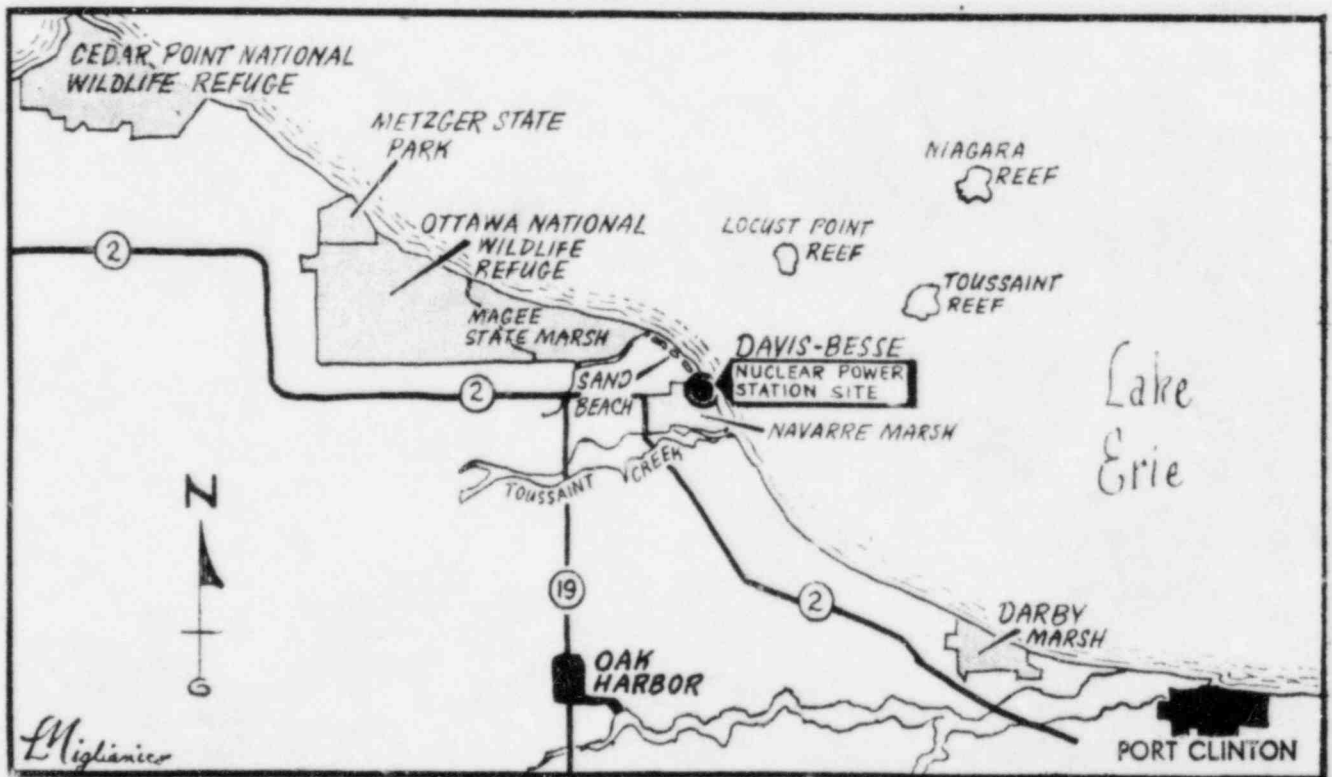 CEDAR POINT NATIONAL
WILDLIFE REFUGE
METZGER STATE
PARK
OTTAWA NATIONAL
WILDLIFE
REFUGE
NIAGARA
REEF
LOCUST POINT
REEF
TOUSSAINT
REEF
2
MAGEE
STATE MARSH
DAVIS-BESSE
NUCLEAR POWER
STATION SITE
2
SAND
BEACH
Lake
Erie
NAVARRE MARSH
TOUSSAINT CREEK
N
19
2
DARBY
MARSH
OAK
HARBOR
PORT CLINTON
LMiglianico